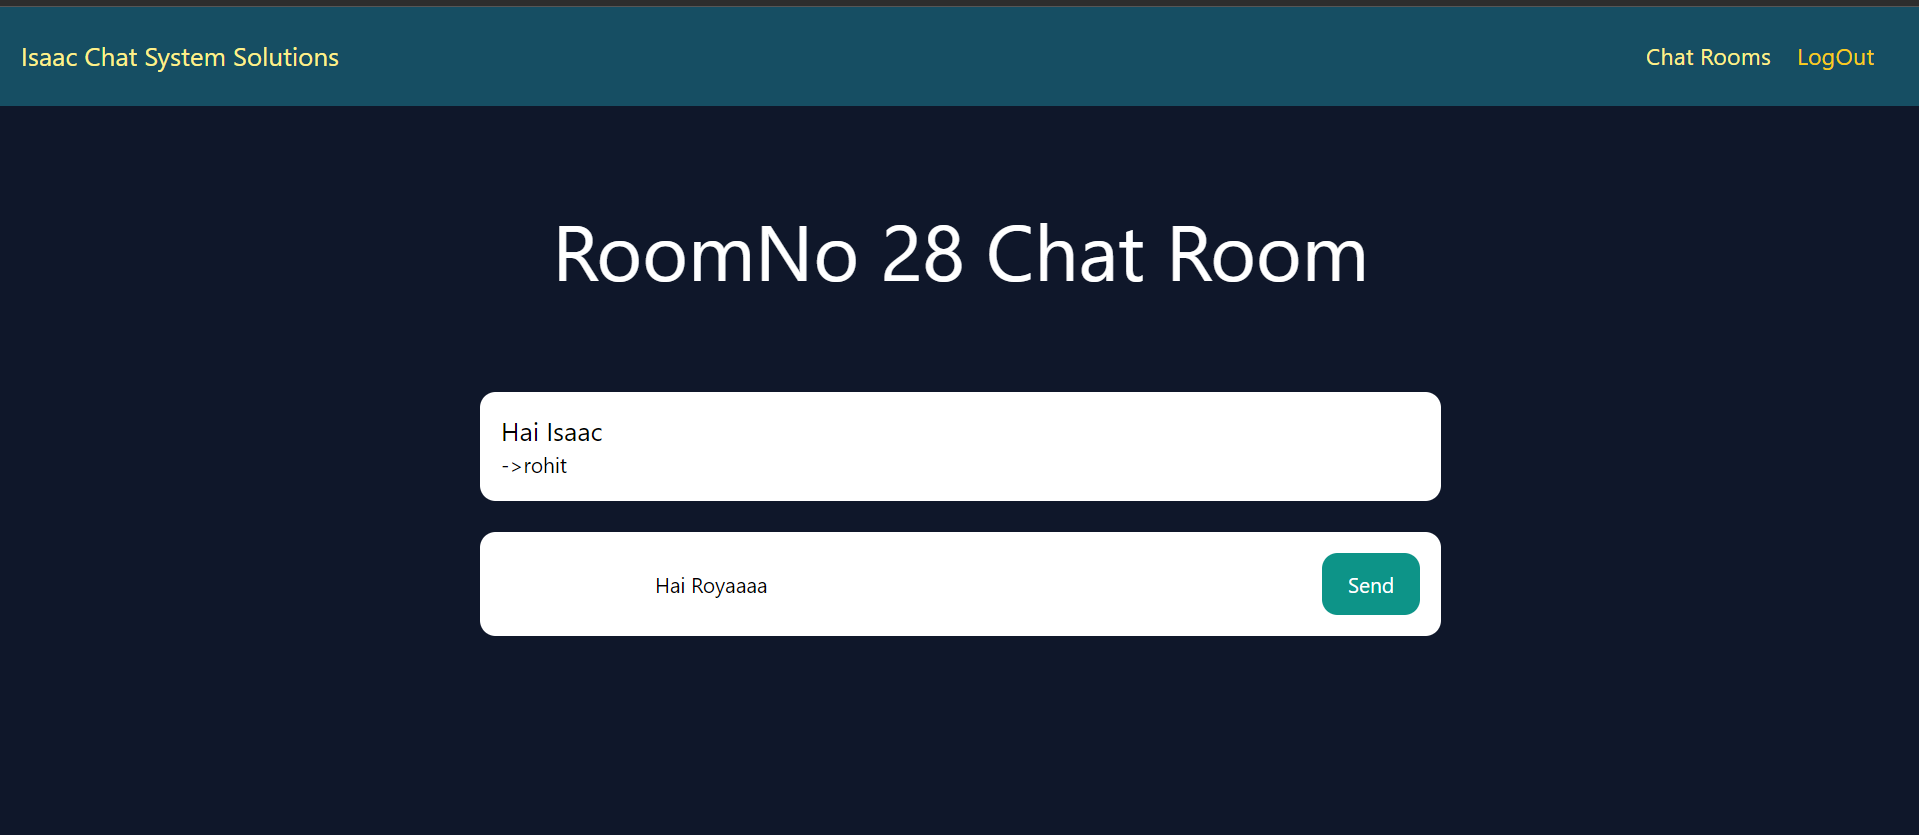 Isaac Chat System Solutions
Chat Rooms
LogOut
RoomNo 28 Chat Room
Hai Isaac
->rohit
Hai Royaaaa
Send